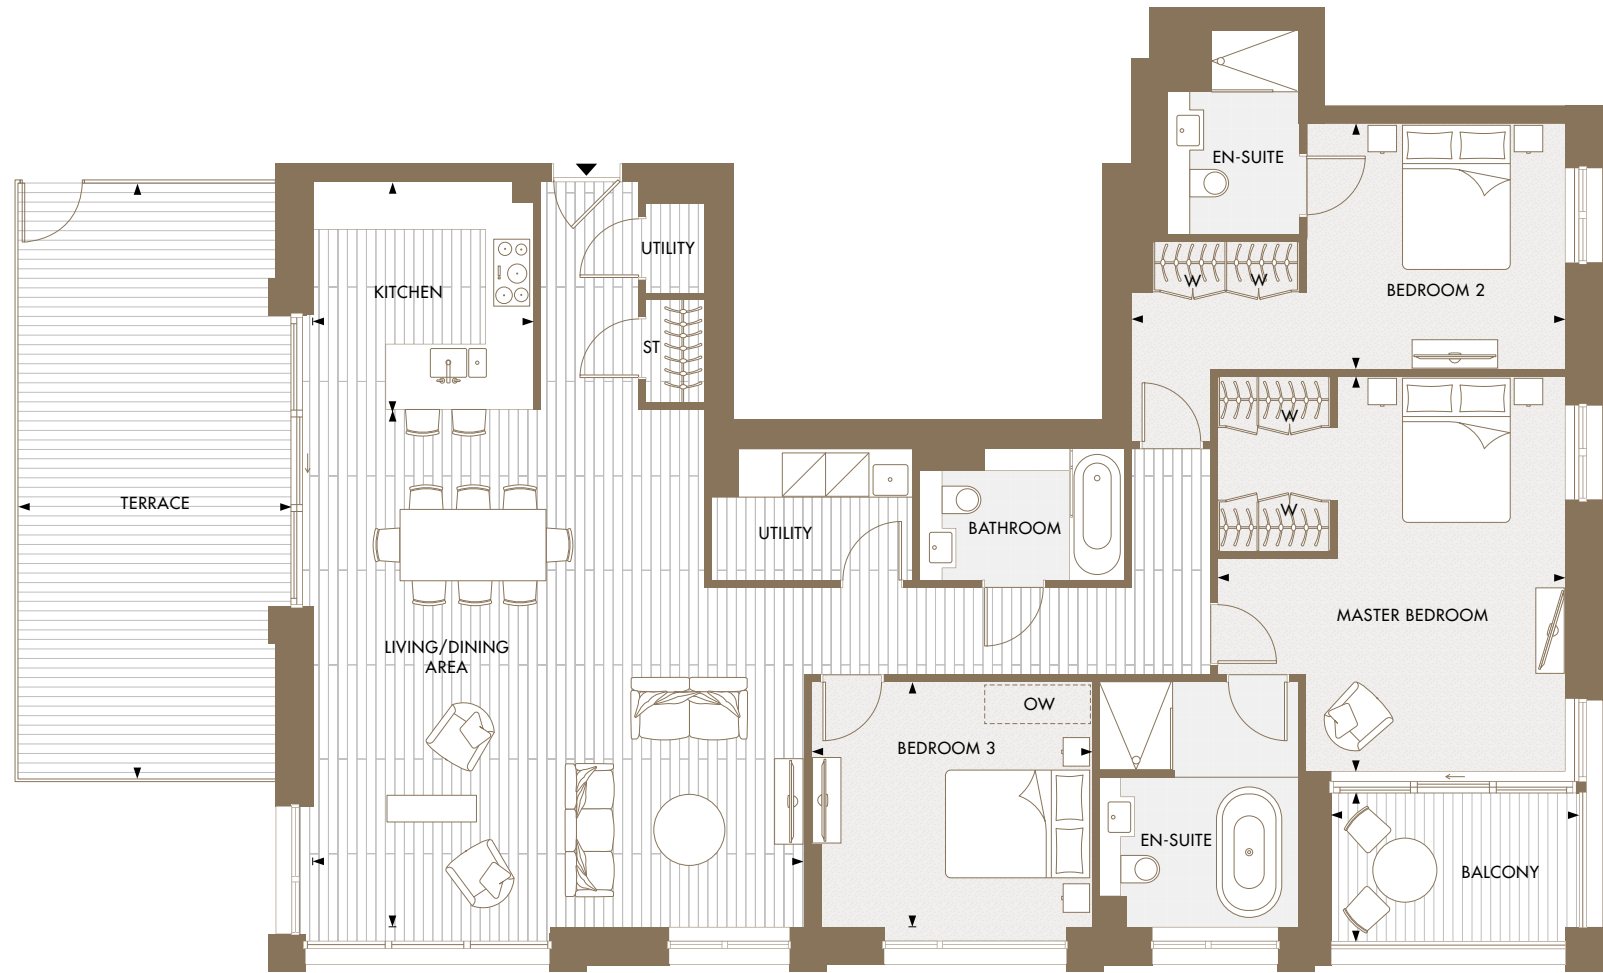 EN-SUITE
UTILITY
W
W
KITCHEN
BEDROOM 2
ST
W
TERRACE
W
UTILITY
BATHROOM
MASTER BEDROOM
LIVING/DINING
AREA
OW
BEDROOM 3
EN-SUITE
BALCONY